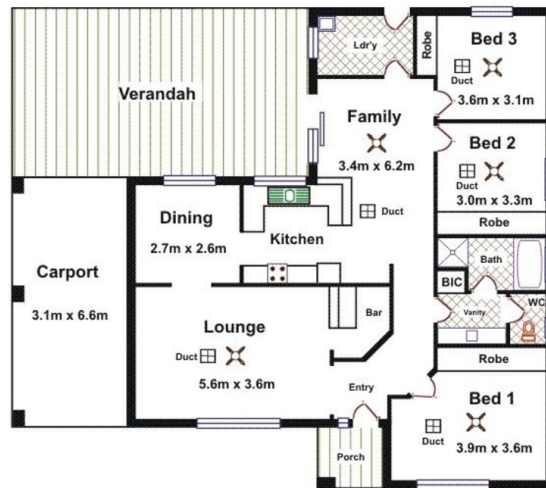 Ldr'y
Robe
Bed 3
Duct
3.6m x 3.1m
Verandah
Family
3.4m x 6.2m
Bed 2
Duct
3.0m x 3.3m
Duct
Robe
Dining
2.7m x 2.6m
Kitchen
Carport
3.1m x 6.6m
Bath
BIC
Vanity
WC
Lounge
Bar
Duct
5.6m x 3.6m
Robe
Entry
Bed 1
Duct
3.9m x 3.6m
Porch